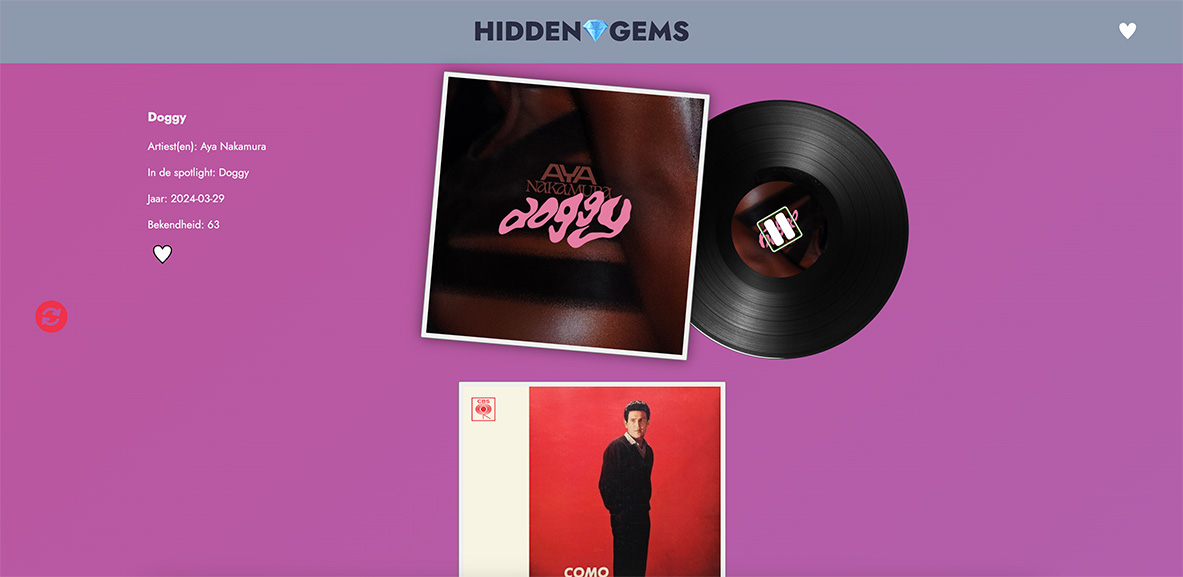 HIDDEN💎GEMS
Doggy
Artiest(en): Aya Nakamura
In de spotlight: Doggy
Jaar: 2024-03-29
Bekendheid: 63
AYA
NAKAMURA
doggy
CBS
COMO